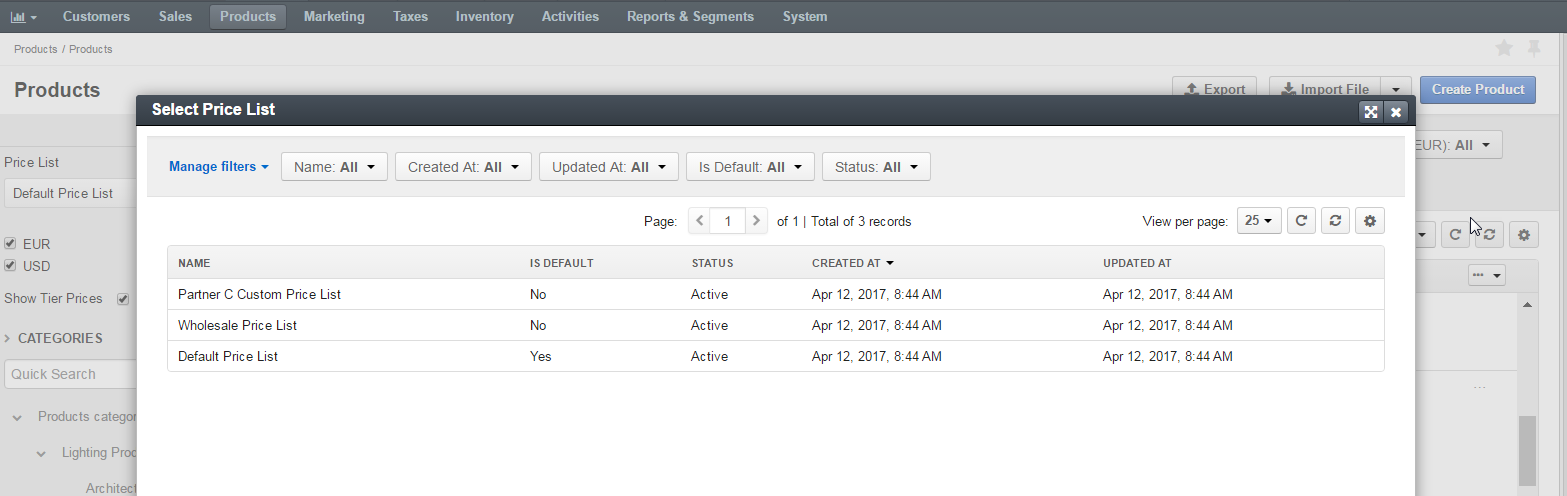 Customers Sales Products Marketing Taxes Inventory Activities Reports & Segments System
Products / Products
Products
Export Import File Create Product
Select Price List
Price List
Default Price List
EUR
USD
Show Tier Prices
CATEGORIES
Quick Search
Products categor
Lighting Prod
Architect
EUR): All
Manage filters Name: All Created At: All Updated At: All Is Default: All Status: All
Page: 1 of 1 | Total of 3 records View per page: 25
NAME IS DEFAULT STATUS CREATED AT UPDATED AT
Partner C Custom Price List No Active Apr 12, 2017, 8:44 AM Apr 12, 2017, 8:44 AM
Wholesale Price List No Active Apr 12, 2017, 8:44 AM Apr 12, 2017, 8:44 AM
Default Price List Yes Active Apr 12, 2017, 8:44 AM Apr 12, 2017, 8:44 AM